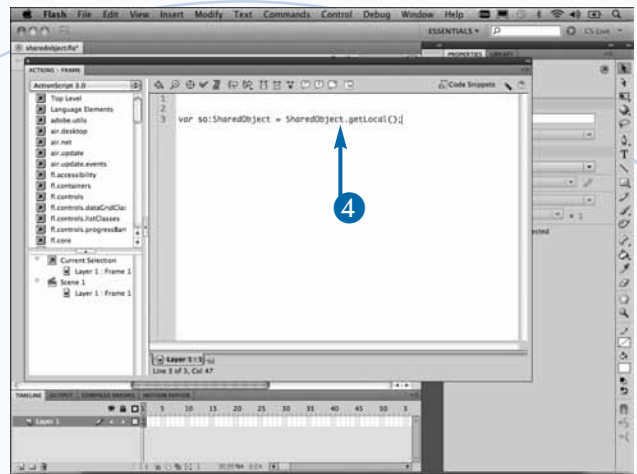 Flash File Edit View Insert Modify Text Commands Control Debug Window Help
ESSENTIALS
CS Live
sharedobject.fla*
PROPERTIES LIBRARY
ACTIONS - FRAME
ActionScript 3.0
Code Snippets
Top Level
Language Elements
adobe.utils
air.desktop
air.net
air.update
air.update.events
fl.accessibility
fl.containers
fl.controls
fl.controls.dataGridClas
fl.controls.listClasses
fl.controls.progressBarr
fl.core
1
2
3 var so:SharedObject = SharedObject.getLocal();
4
Current Selection
Layer 1 : Frame 1
Scene 1
Layer 1 : Frame 1
Layer 1 : 1
Line 3 of 3, Col 47
TIMELINE OUTPUT COMPILER ERRORS MOTION EDITOR
1 5 10 15 20 25 30 35 40 45 50
Layer 1